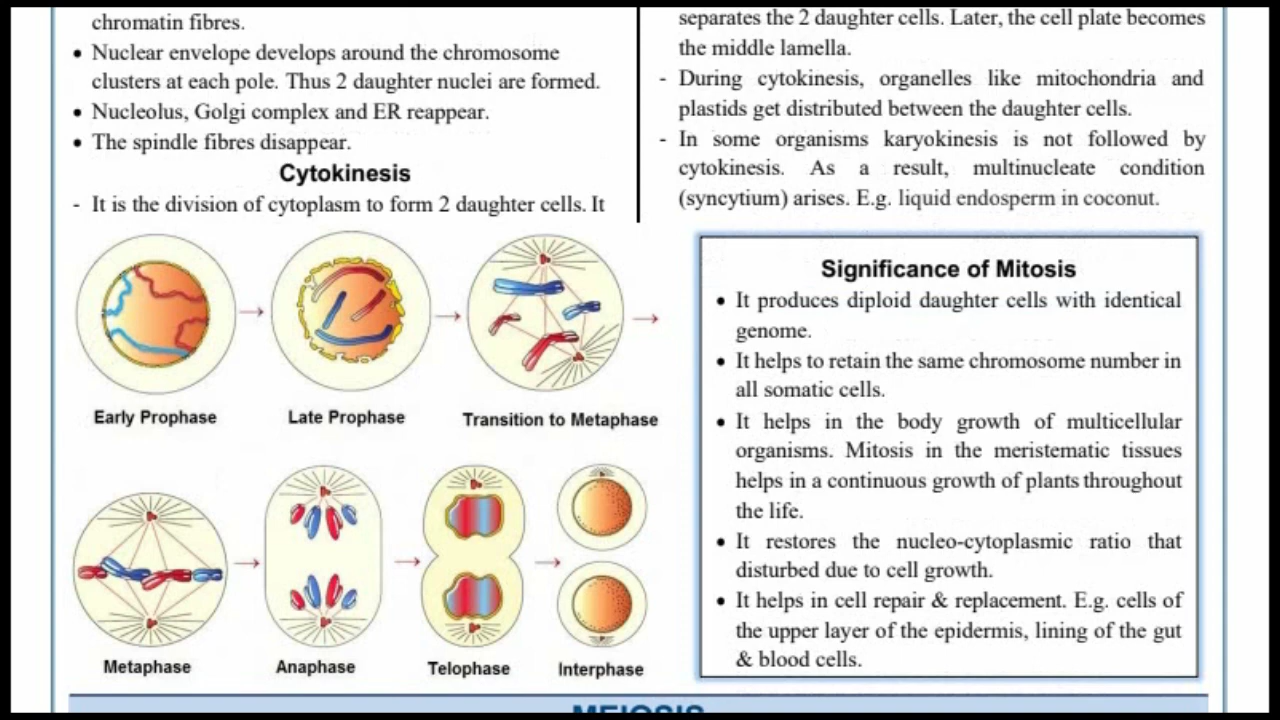 chromatin fibres.
• Nuclear envelope develops around the chromosome
clusters at each pole. Thus 2 daughter nuclei are formed.
• Nucleolus, Golgi complex and ER reappear.
• The spindle fibres disappear.
Cytokinesis
- It is the division of cytoplasm to form 2 daughter cells. It
separates the 2 daughter cells. Later, the cell plate becomes
the middle lamella.
- During cytokinesis, organelles like mitochondria and
plastids get distributed between the daughter cells.
- In some organisms karyokinesis is not followed by
cytokinesis. As a result, multinucleate condition
(syncytium) arises. E.g. liquid endosperm in coconut.
Early Prophase
Late Prophase
Transition to Metaphase
Metaphase
Anaphase
Telophase
Interphase
Significance of Mitosis
• It produces diploid daughter cells with identical
genome.
• It helps to retain the same chromosome number in
all somatic cells.
• It helps in the body growth of multicellular
organisms. Mitosis in the meristematic tissues
helps in a continuous growth of plants throughout
the life.
• It restores the nucleo-cytoplasmic ratio that
disturbed due to cell growth.
• It helps in cell repair & replacement. E.g. cells of
the upper layer of the epidermis, lining of the gut
& blood cells.
MEIOSIS